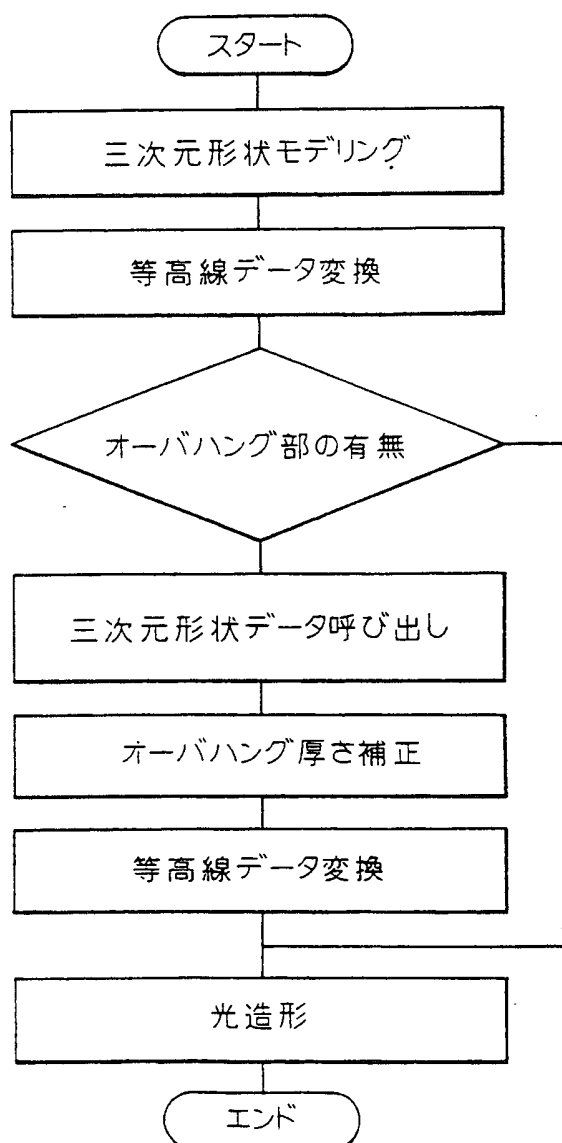 スタート
三次元形状モデリング
等高線データ変換
オーバハング部の有無
三次元形状データ呼び出し
オーバハング厚さ補正
等高線データ変換
光造形
エンド